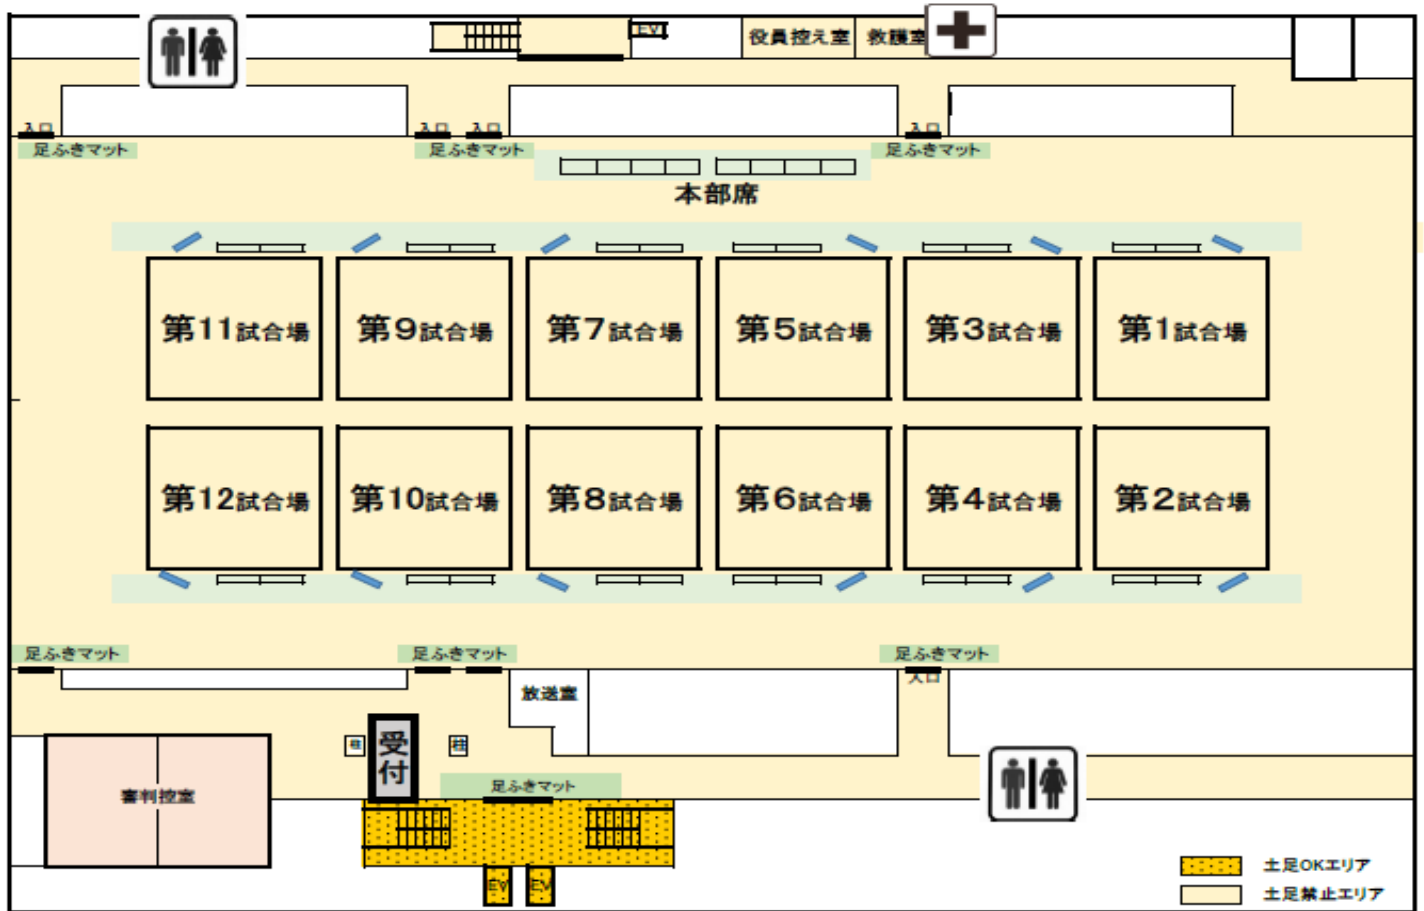 EV
役員控え室
救護室
入口
入口
入口
入口
足ふきマット
足ふきマット
足ふきマット
本部席
第11試合場
第9試合場
第7試合場
第5試合場
第3試合場
第1試合場
第12試合場
第10試合場
第8試合場
第6試合場
第4試合場
第2試合場
足ふきマット
足ふきマット
足ふきマット
入口
放送室
柱
受付
柱
足ふきマット
審判控室
EV
EV
土足OKエリア
土足禁止エリア